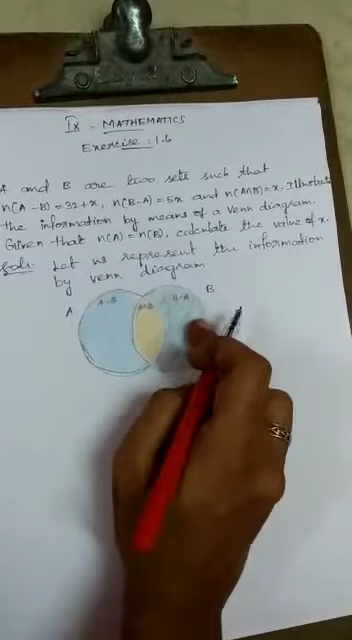 IX - MATHEMATICS
Exercise : 1.6
A and B are two sets such that
n(A-B) = 32+x, n(B-A) = 5x and n(A∩B) = x. Illustrate
the information by means of a venn diagram.
Given that n(A) = n(B), calculate the value of x.
Soln: Let us represent the information
by venn diagram
A
A-B
A∩B
B-A
B